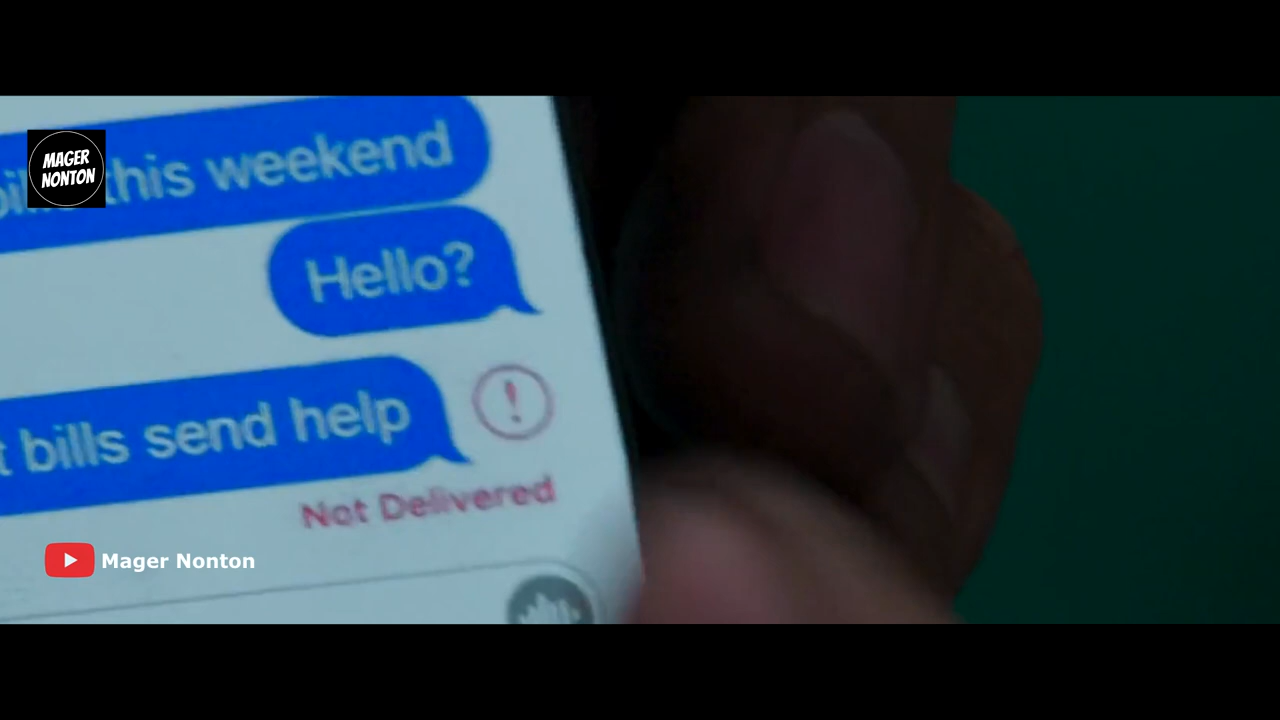 MAGER
NONTON
this weekend
Hello?
bills send help
Not Delivered
Mager Nonton